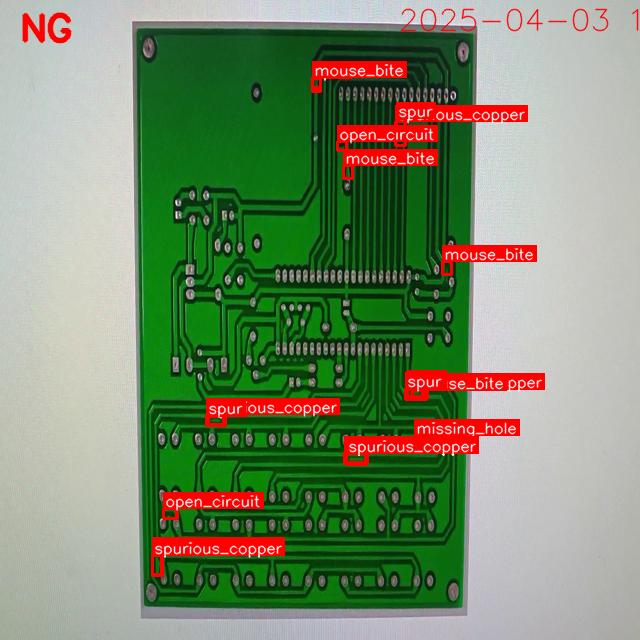 NG
2025-04-03 1
mouse_bite
spur
ous_copper
open_circuit
mouse_bite
mouse_bite
spur
se_bite
pper
spur
ious_copper
missing_hole
spurious_copper
open_circuit
spurious_copper